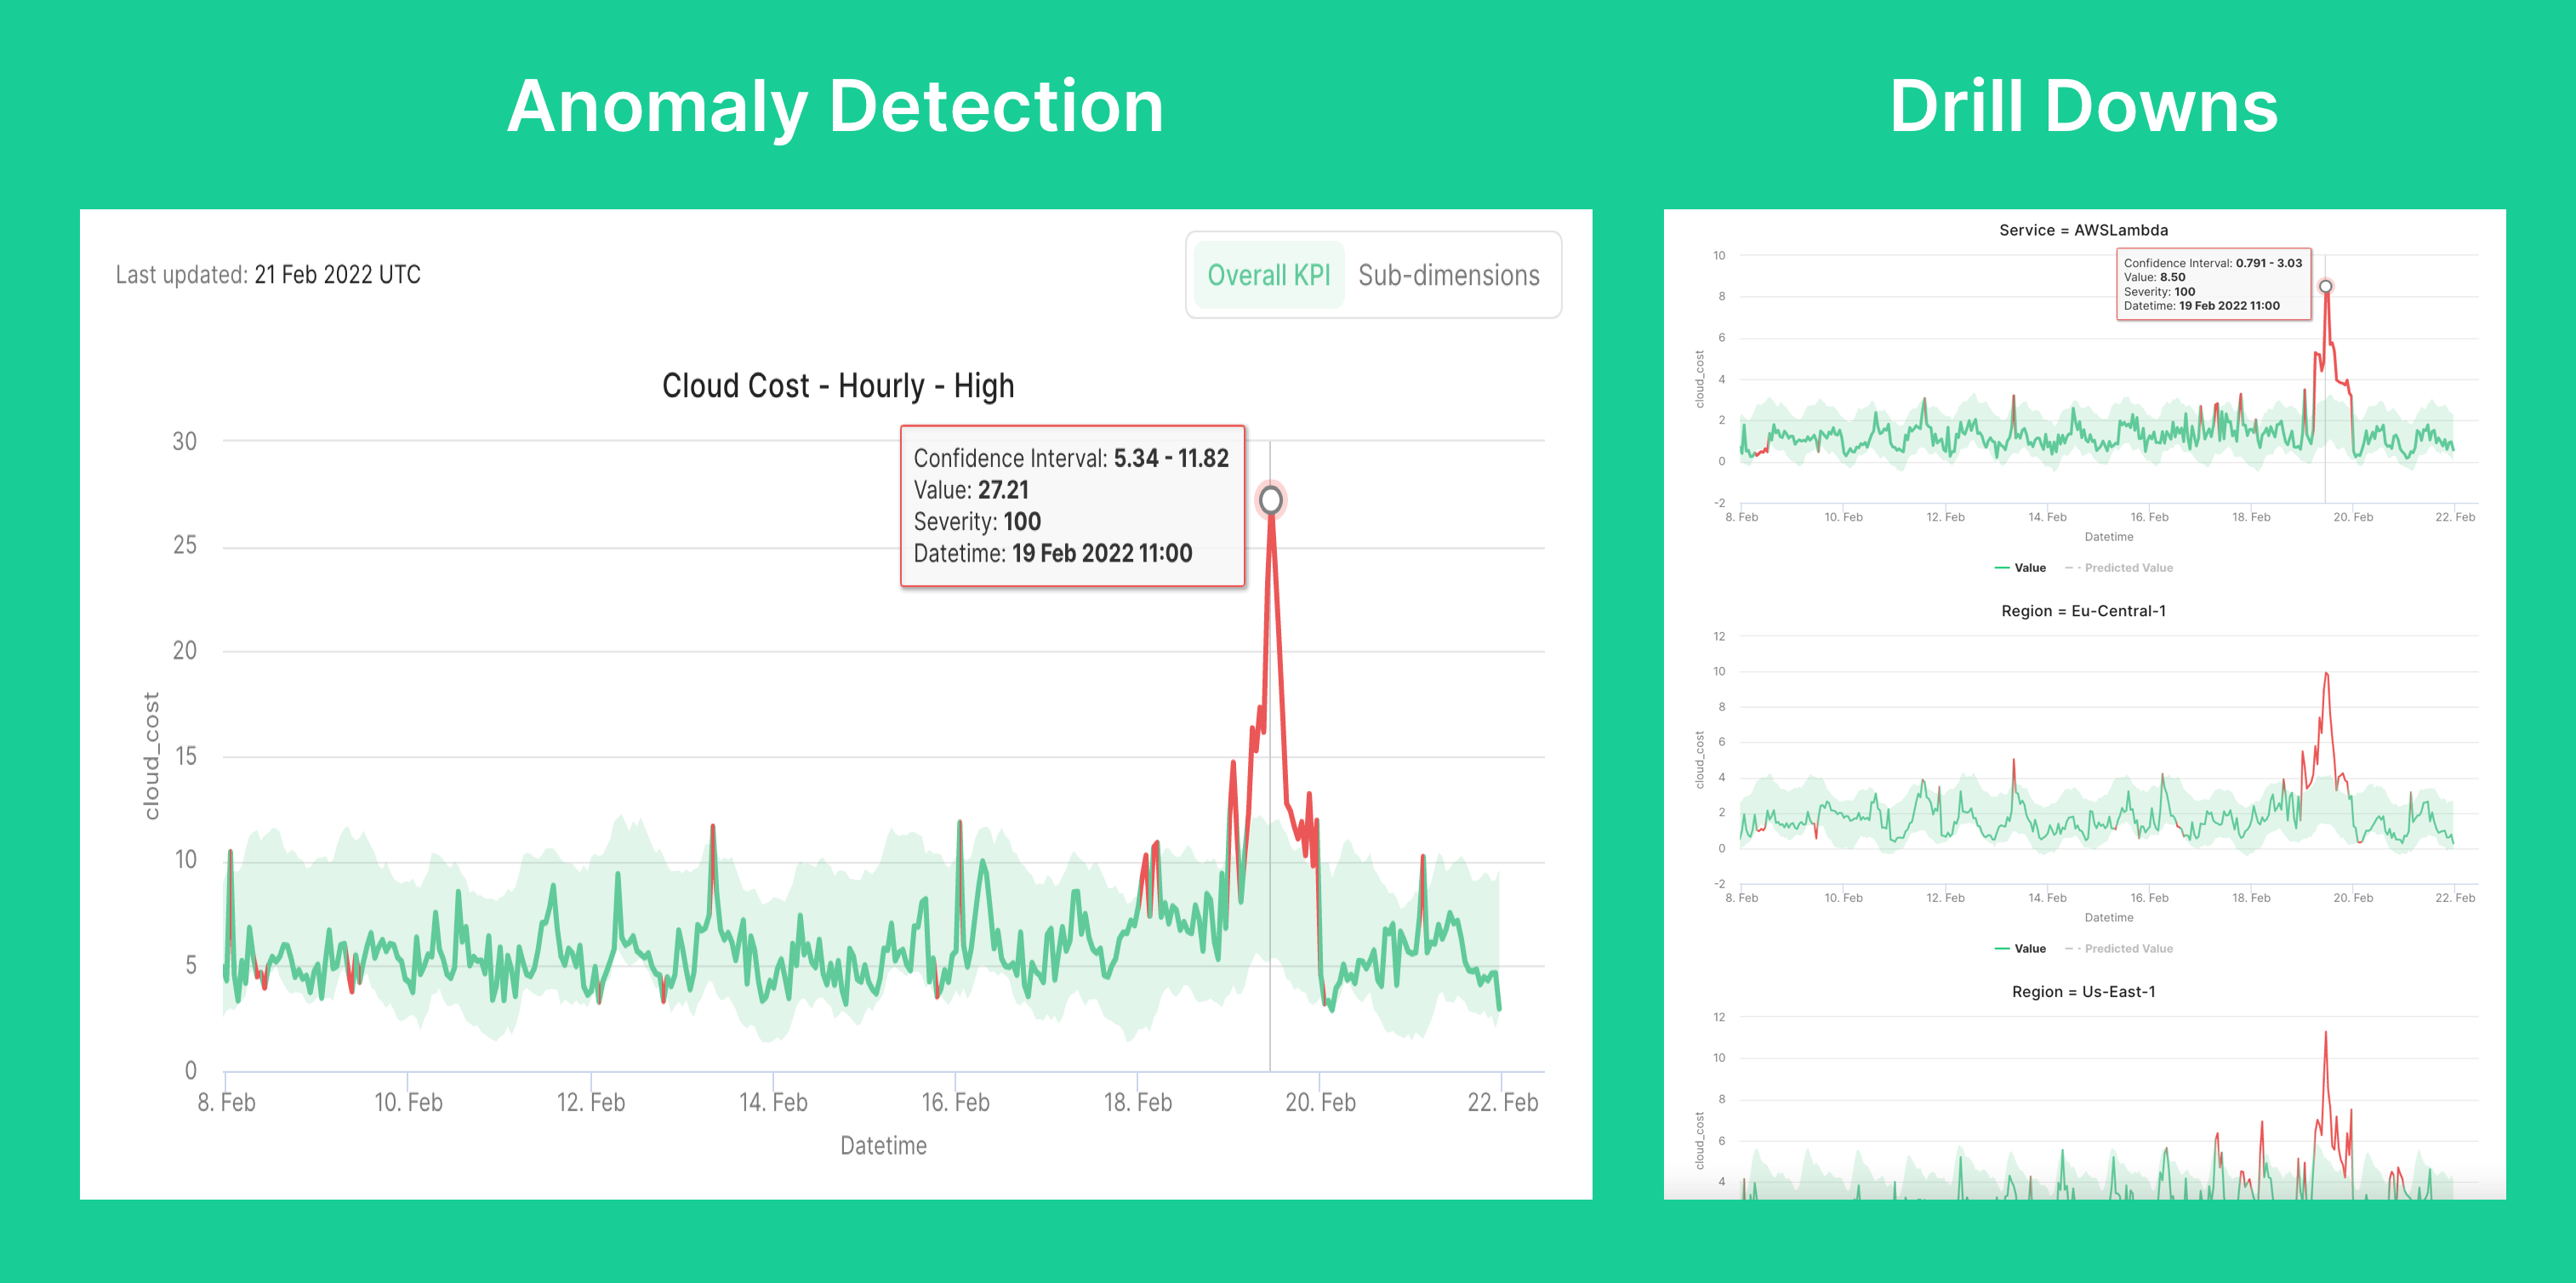 Anomaly Detection
Last updated: 21 Feb 2022 UTC
Overall KPI
Sub-dimensions
Cloud Cost - Hourly - High
Confidence Interval: 5.34 - 11.82
Value: 27.21
Severity: 100
Datetime: 19 Feb 2022 11:00
30
25
20
15
10
5
0
cloud_cost
8. Feb
10. Feb
12. Feb
14. Feb
16. Feb
18. Feb
20. Feb
22. Feb
Datetime
Drill Downs
Service = AWSLambda
Confidence Interval: 0.791 - 3.03
Value: 8.50
Severity: 100
Datetime: 19 Feb 2022 11:00
10
8
6
4
2
0
-2
cloud_cost
8. Feb
10. Feb
12. Feb
14. Feb
16. Feb
18. Feb
20. Feb
22. Feb
Datetime
Value
Predicted Value
Region = Eu-Central-1
12
10
8
6
4
2
0
-2
cloud_cost
8. Feb
10. Feb
12. Feb
14. Feb
16. Feb
18. Feb
20. Feb
22. Feb
Datetime
Value
Predicted Value
Region = Us-East-1
12
10
8
6
4
cloud_cost